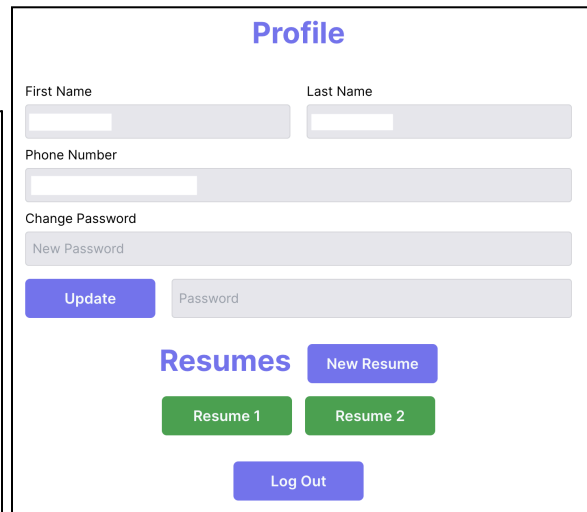 Profile
First Name Last Name
Phone Number
Change Password
New Password
Update Password
Resumes New Resume
Resume 1 Resume 2
Log Out